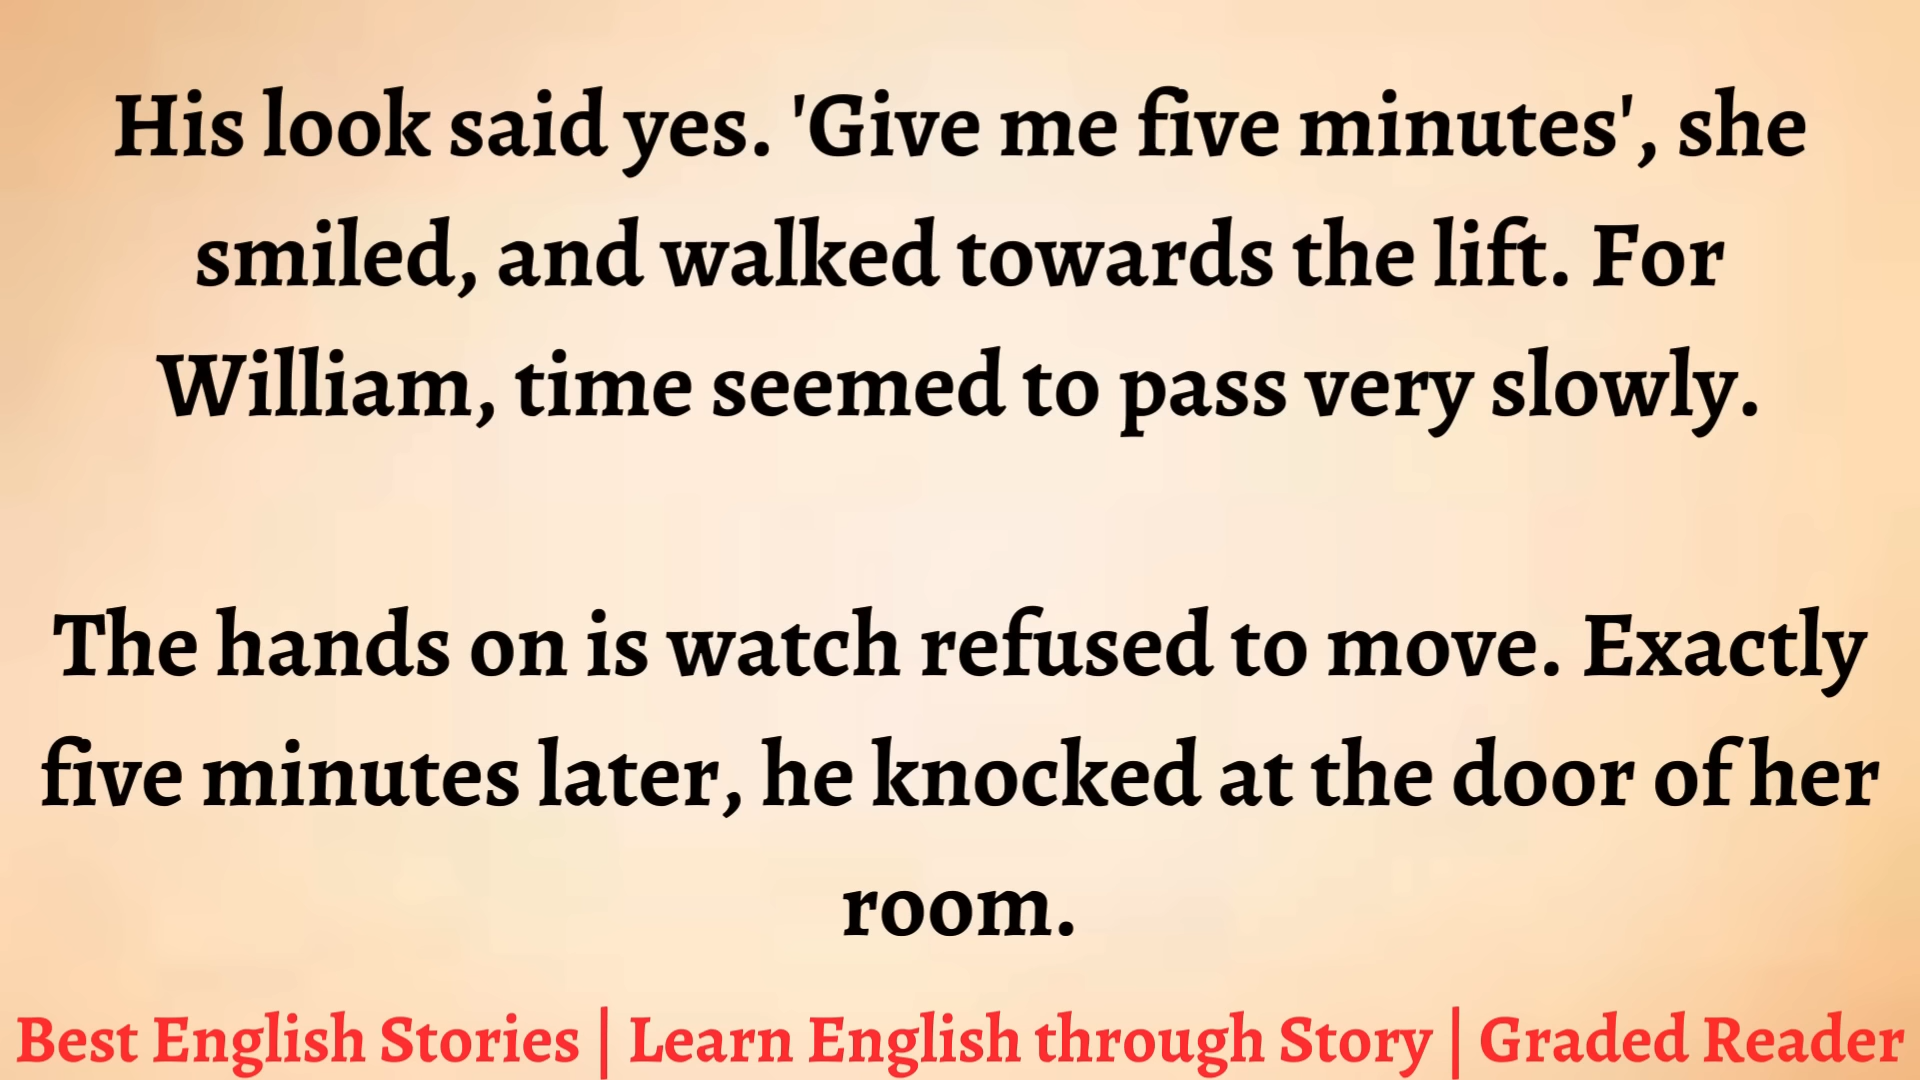 His look said yes. 'Give me five minutes', she
smiled, and walked towards the lift. For
William, time seemed to pass very slowly.
The hands on is watch refused to move. Exactly
five minutes later, he knocked at the door of her
room.
Best English Stories | Learn English through Story | Graded Reader